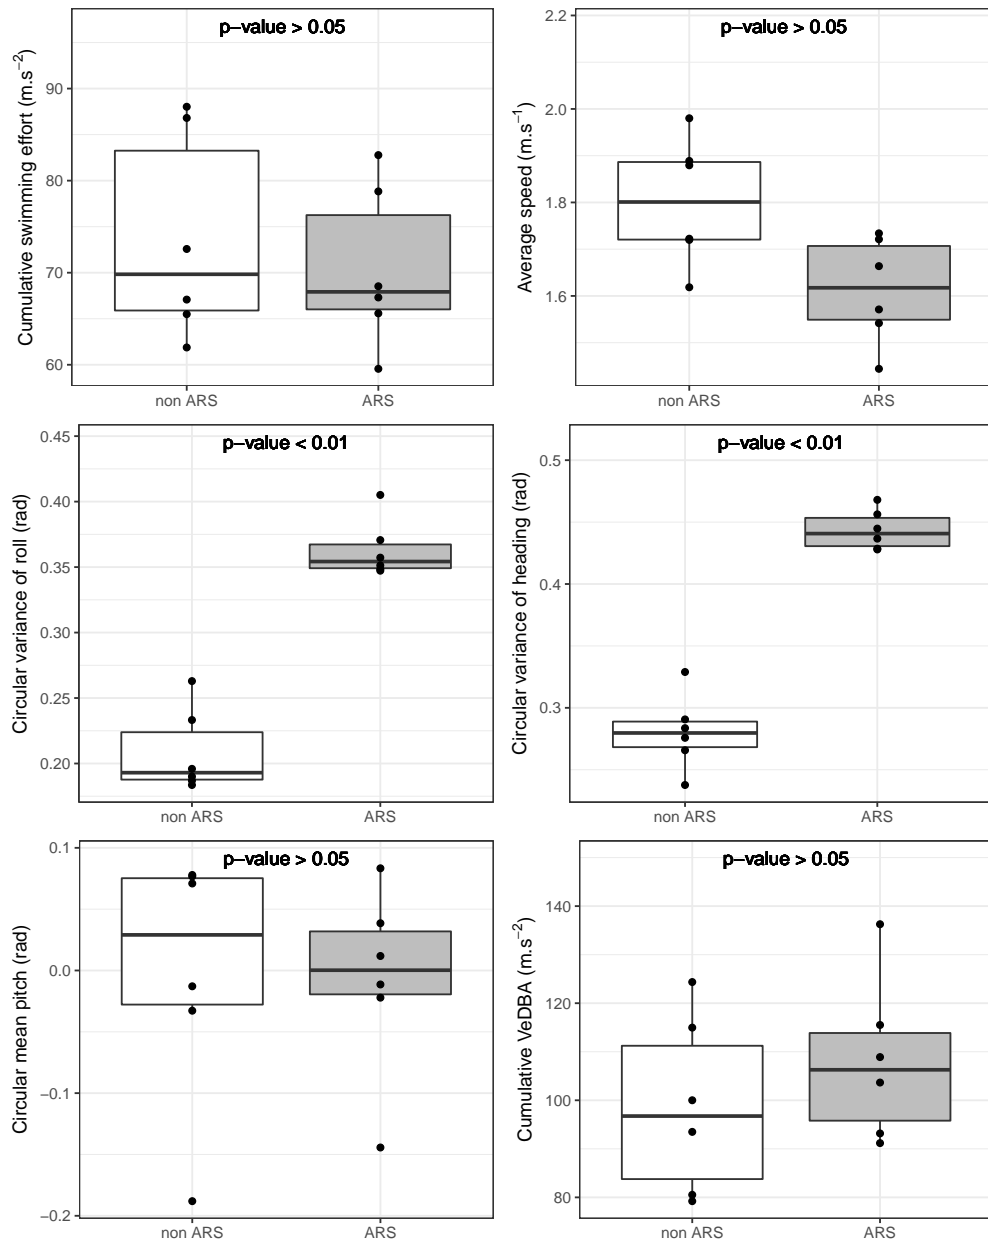 p−value > 0.05
Cumulative swimming effort (m.s−2)
90
80
70
60
non ARS
ARS
p−value > 0.05
Average speed (m.s−1)
2.2
2.0
1.8
1.6
non ARS
ARS
p−value < 0.01
Circular variance of roll (rad)
0.45
0.40
0.35
0.30
0.25
0.20
non ARS
ARS
p−value < 0.01
Circular variance of heading (rad)
0.5
0.4
0.3
non ARS
ARS
p−value > 0.05
Circular mean pitch (rad)
0.1
0.0
−0.1
−0.2
non ARS
ARS
p−value > 0.05
Cumulative VeDBA (m.s−2)
140
120
100
80
non ARS
ARS